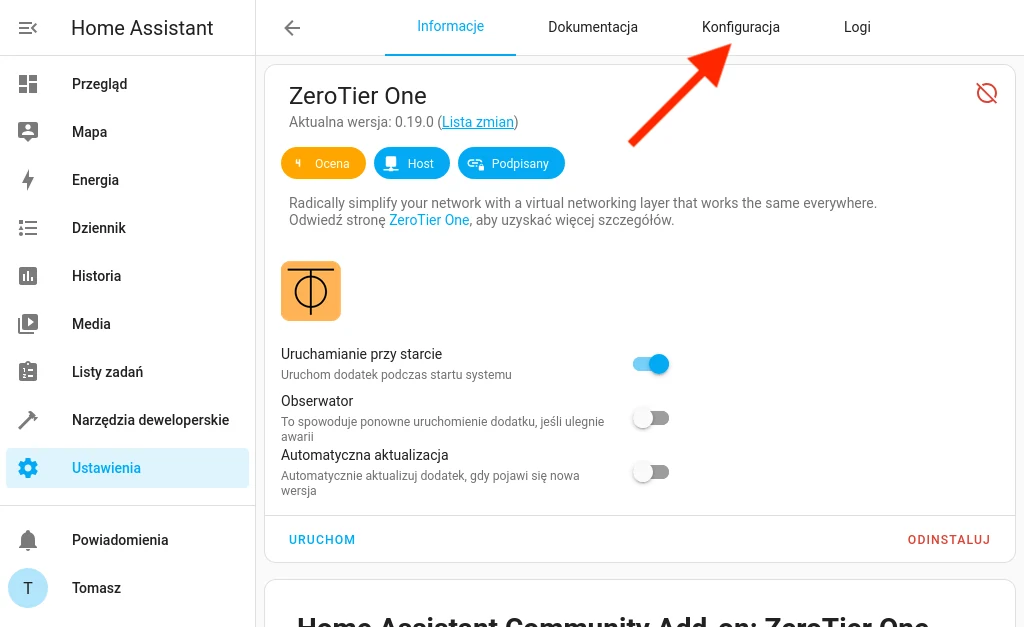 Home Assistant
Przegląd
Mapa
Energia
Dziennik
Historia
Media
Listy zadań
Narzędzia deweloperskie
Ustawienia
Powiadomienia
T Tomasz
Informacje Dokumentacja Konfiguracja Logi
ZeroTier One
Aktualna wersja: 0.19.0 (Lista zmian)
4 Ocena Host Podpisany
Radically simplify your network with a virtual networking layer that works the same everywhere.
Odwiedź stronę ZeroTier One, aby uzyskać więcej szczegółów.
Uruchamianie przy starcie
Uruchom dodatek podczas startu systemu
Obserwator
To spowoduje ponowne uruchomienie dodatku, jeśli ulegnie
awarii
Automatyczna aktualizacja
Automatycznie aktualizuj dodatek, gdy pojawi się nowa
wersja
URUCHOM ODINSTALUJ
Home Assistant Community Add-on: ZeroTier One